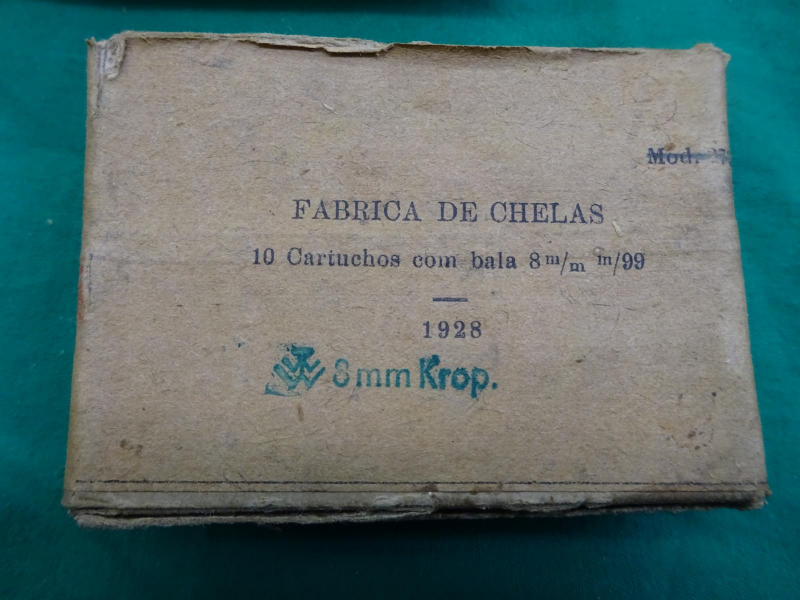 Mod.
FABRICA DE CHELAS
10 Cartuchos com bala 8 m/m m/99
1928
8mm Krop.